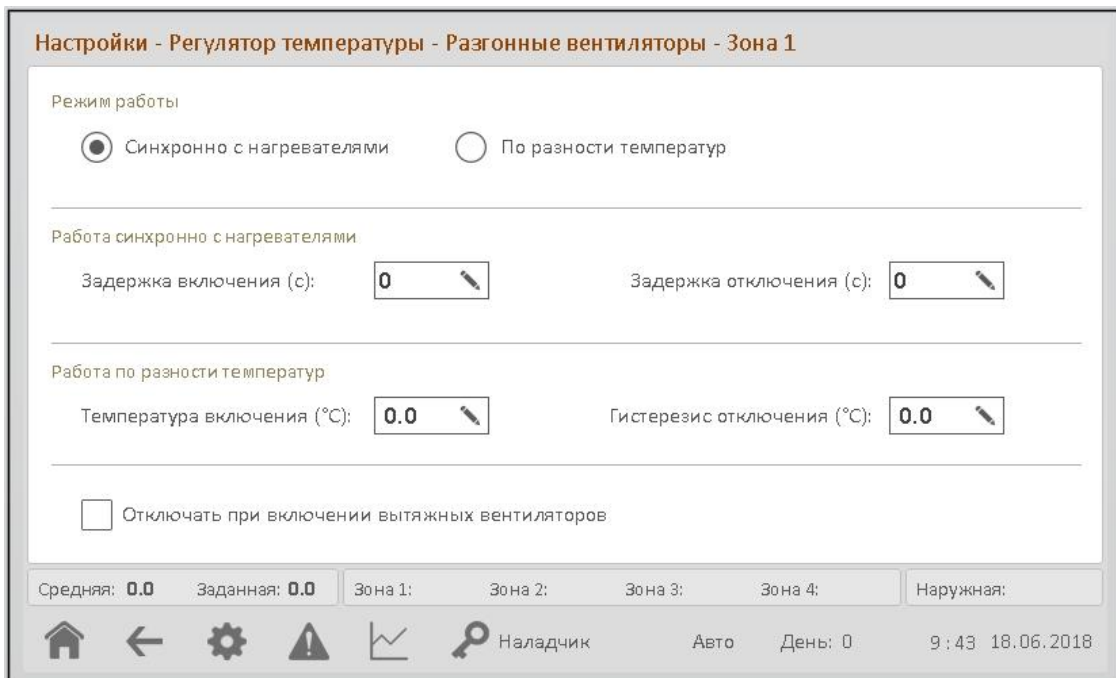 Настройки - Регулятор температуры - Разгонные вентиляторы - Зона 1
Режим работы
Синхронно с нагревателями По разности температур
Работа синхронно с нагревателями
Задержка включения (с): 0 Задержка отключения (с): 0
Работа по разности температур
Температура включения (°C): 0.0 Гистерезис отключения (°C): 0.0
Отключать при включении вытяжных вентиляторов
Средняя: 0.0 Заданная: 0.0 Зона 1: Зона 2: Зона 3: Зона 4: Наружная:
Наладчик Авто День: 0 9:43 18.06.2018